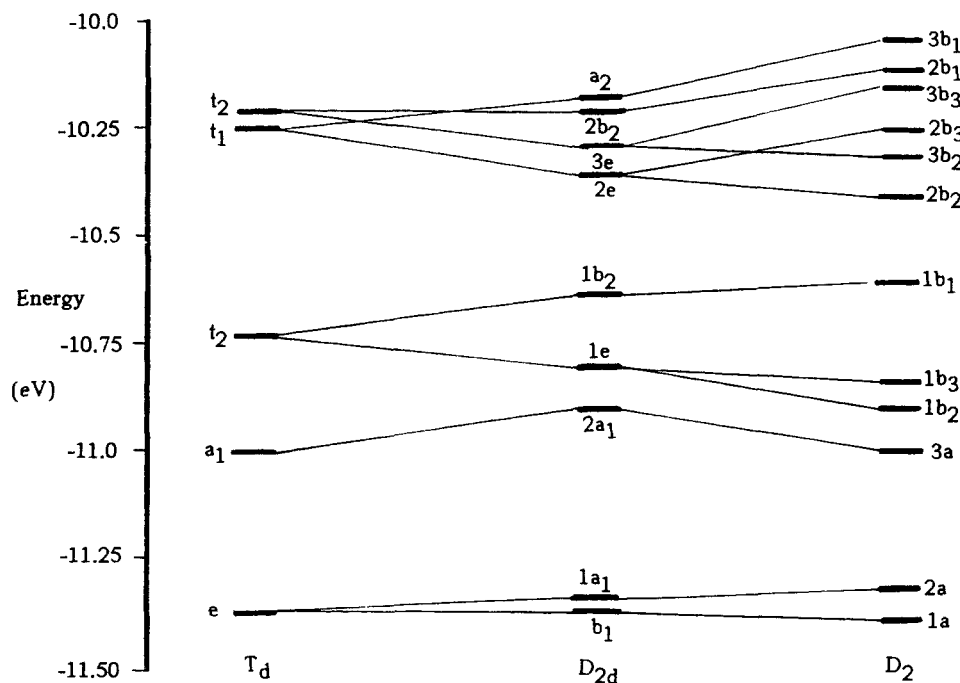 -10.0
-10.25
-10.5
Energy
-10.75
(eV)
-11.0
-11.25
-11.50
t2
t1
t2
a1
e
Td
a2
2b2
3e
2e
1b2
1e
2a1
1a1
b1
D2d
3b1
2b1
3b3
2b3
3b2
2b2
1b1
1b3
1b2
3a
2a
1a
D2